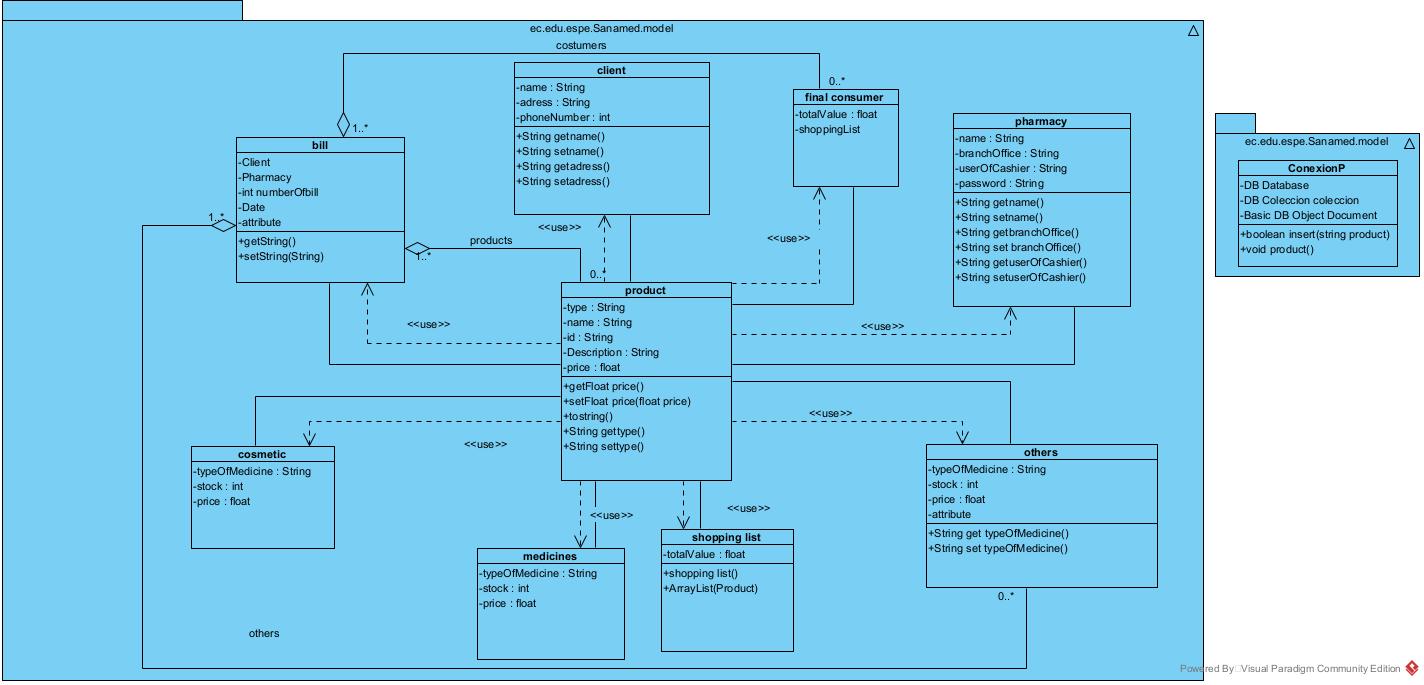 ec.edu.espe.Sanamed.model
costumers
client
-name : String
-adress : String
-phoneNumber : int
+String getname()
+String setname()
+String getadress()
+String setadress()
0..*
final consumer
-totalValue : float
-shoppingList
pharmacy
-name : String
-branchOffice : String
-userOfCashier : String
-password : String
+String getname()
+String setname()
+String getbranchOffice()
+String set branchOffice()
+String getuserOfCashier()
+String setuserOfCashier()
ec.edu.espe.Sanamed.model
ConexionP
-DB Database
-DB Coleccion coleccion
-Basic DB Object Document
+boolean insert(string product)
+void product()
1..*
bill
-Client
-Pharmacy
-int numberOfbill
-Date
-attribute
+getString()
+setString(String)
1..*
products
1..*
<<use>>
<<use>>
0..*
product
-type : String
-name : String
-id : String
-Description : String
-price : float
+getFloat price()
+setFloat price(float price)
+tostring()
+String gettype()
+String settype()
<<use>>
<<use>>
<<use>>
<<use>>
cosmetic
-typeOfMedicine : String
-stock : int
-price : float
others
-typeOfMedicine : String
-stock : int
-price : float
-attribute
+String get typeOfMedicine()
+String set typeOfMedicine()
0..*
<<use>>
<<use>>
medicines
-typeOfMedicine : String
-stock : int
-price : float
shopping list
-totalValue : float
+shopping list()
+ArrayList(Product)
others
Powered By Visual Paradigm Community Edition